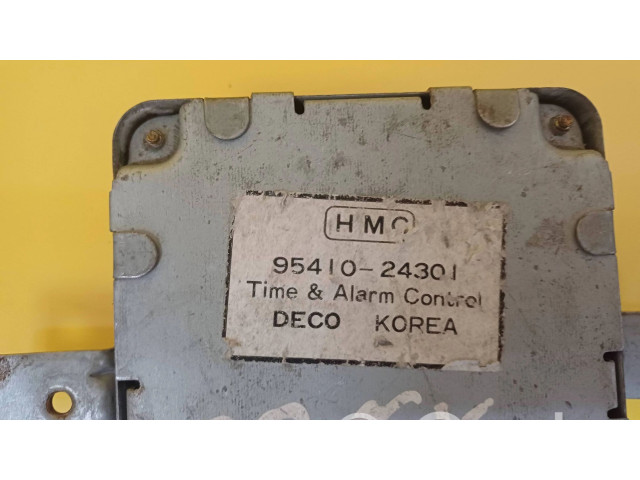 HMC
95410-24301
Time & Alarm Control
DECO KOREA